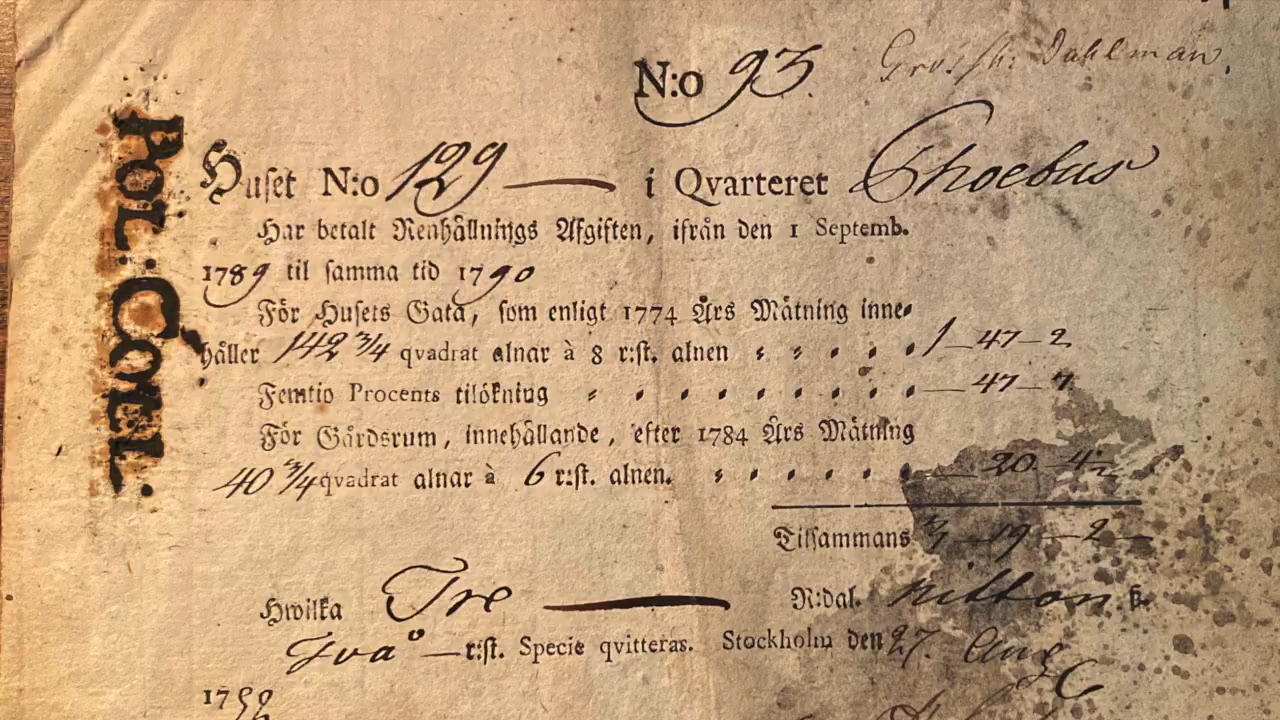 N:o 93. Grossh: Dahlman.
POL. COLL.
Huset N:o 129 — i Qvarteret Phoebus
Har betalt Renhållnings Afgiften, ifrån den 1 Septemb.
1789 til samma tid 1790
För Husets Gata, som enligt 1774 Års Mätning inne-
håller 142 3/4 qvadrat alnar à 8 r:st. alnen 1 — 47 — 2
Femtio Procents tilökning — 47 —
För Gårdsrum, innehållande, efter 1784 Års Mätning
40 3/4 qvadrat alnar à 6 r:st. alnen. — 20 — 4
Tilsammans 3 — 19 — 2 —
Hwilka Tre — R:dal. Nitton ß.
Två — r:st. Specie qvitteras. Stockholm den 27. Aug
17